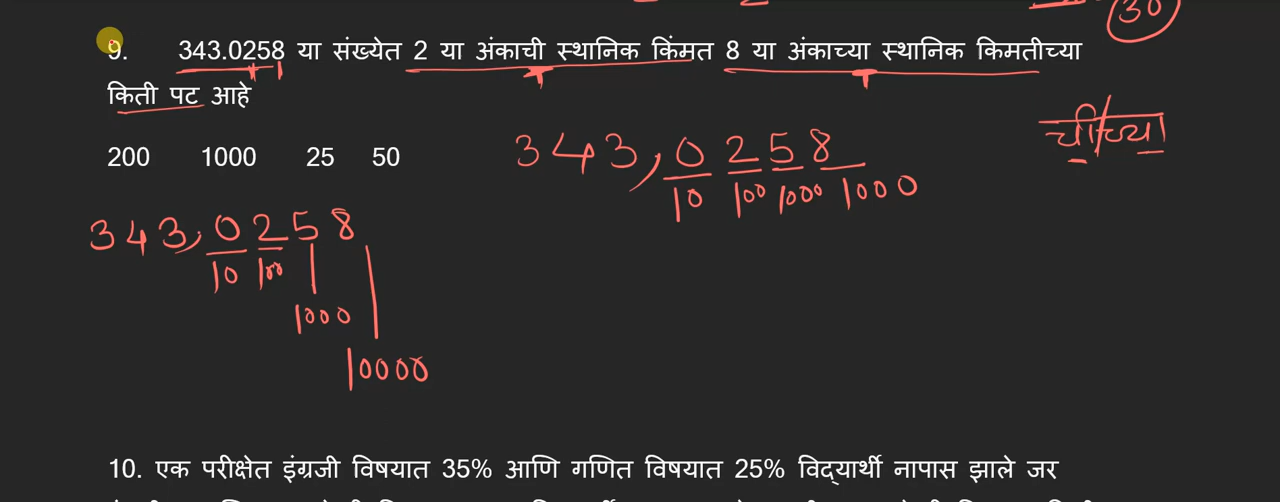 30
9. 343.0258 या संख्येत 2 या अंकाची स्थानिक किंमत 8 या अंकाच्या स्थानिक किमतीच्या
किती पट आहे
ची/च्या
343,0258
10 100 1000 1000
200 1000 25 50
343,0258
10 100
1000
10000
10. एक परीक्षेत इंग्रजी विषयात 35% आणि गणित विषयात 25% विद्यार्थी नापास झाले जर